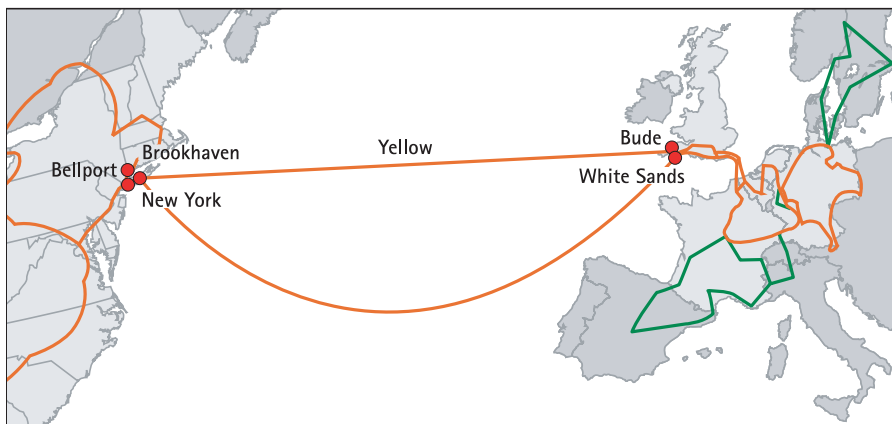 Brookhaven
Bellport
New York
Yellow
Bude
White Sands